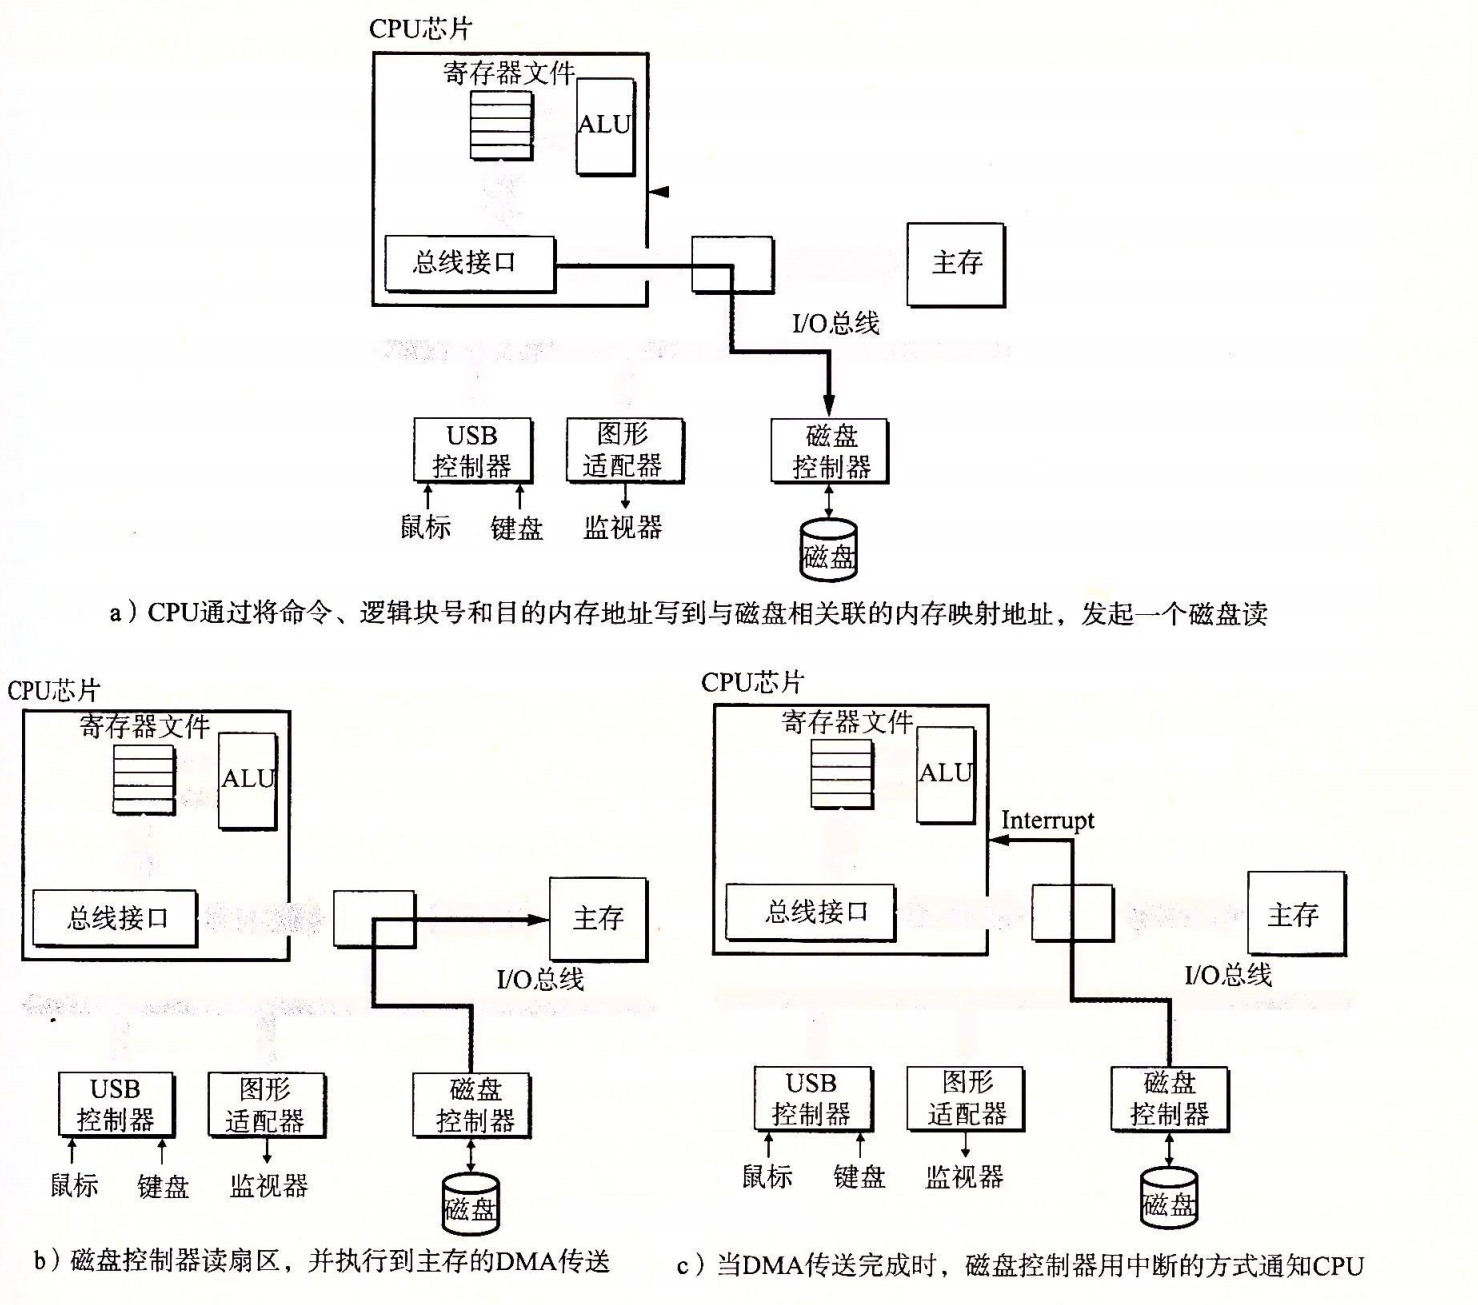 CPU芯片
寄存器文件
ALU
总线接口
主存
I/O总线
USB
控制器
图形
适配器
磁盘
控制器
鼠标
键盘
监视器
磁盘
a）CPU通过将命令、逻辑块号和目的内存地址写到与磁盘相关联的内存映射地址，发起一个磁盘读
CPU芯片
寄存器文件
ALU
总线接口
主存
I/O总线
USB
控制器
图形
适配器
磁盘
控制器
鼠标
键盘
监视器
磁盘
b）磁盘控制器读扇区，并执行到主存的DMA传送
CPU芯片
寄存器文件
ALU
Interrupt
总线接口
主存
I/O总线
USB
控制器
图形
适配器
磁盘
控制器
鼠标
键盘
监视器
磁盘
c）当DMA传送完成时，磁盘控制器用中断的方式通知CPU